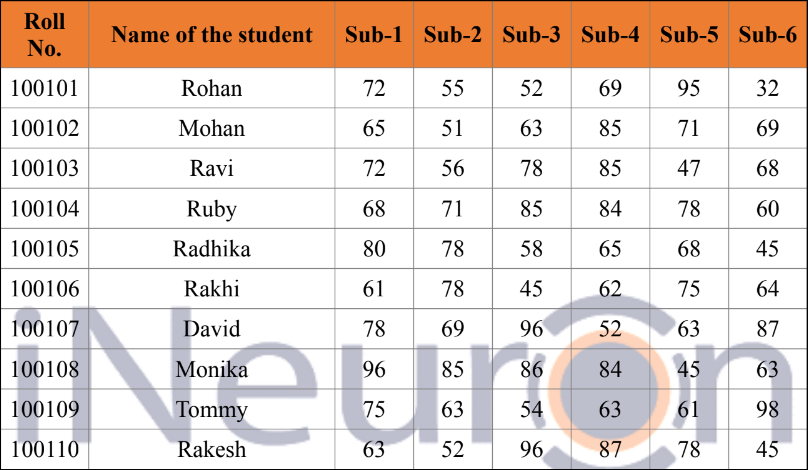 Roll No. Name of the student Sub-1 Sub-2 Sub-3 Sub-4 Sub-5 Sub-6
100101 Rohan 72 55 52 69 95 32
100102 Mohan 65 51 63 85 71 69
100103 Ravi 72 56 78 85 47 68
100104 Ruby 68 71 85 84 78 60
100105 Radhika 80 78 58 65 68 45
100106 Rakhi 61 78 45 62 75 64
100107 David 78 69 96 52 63 87
100108 Monika 96 85 86 84 45 63
100109 Tommy 75 63 54 63 61 98
100110 Rakesh 63 52 96 87 78 45
iNeuron